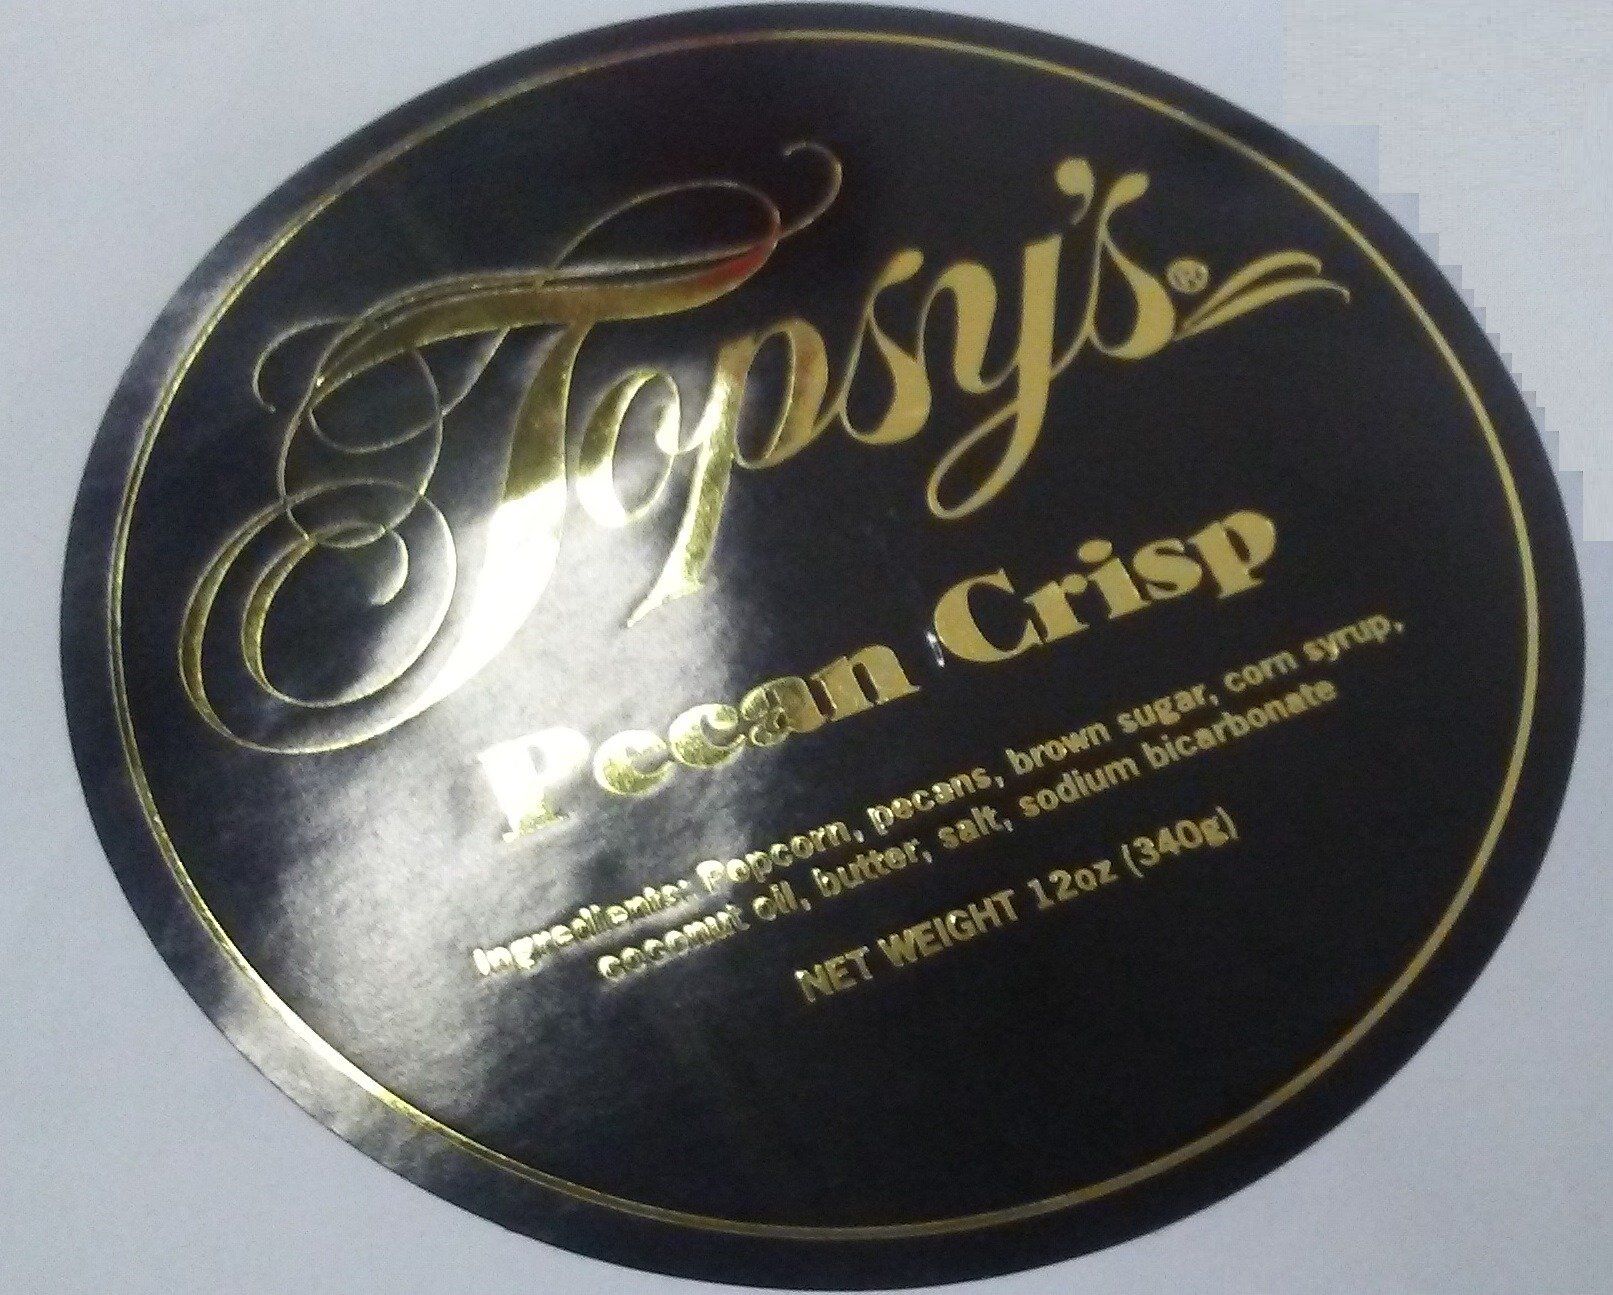 Topsy's®
Pecan Crisp
Ingredients: Popcorn, pecans, brown sugar, corn syrup,
coconut oil, butter, salt, sodium bicarbonate
NET WEIGHT 12oz (340g)